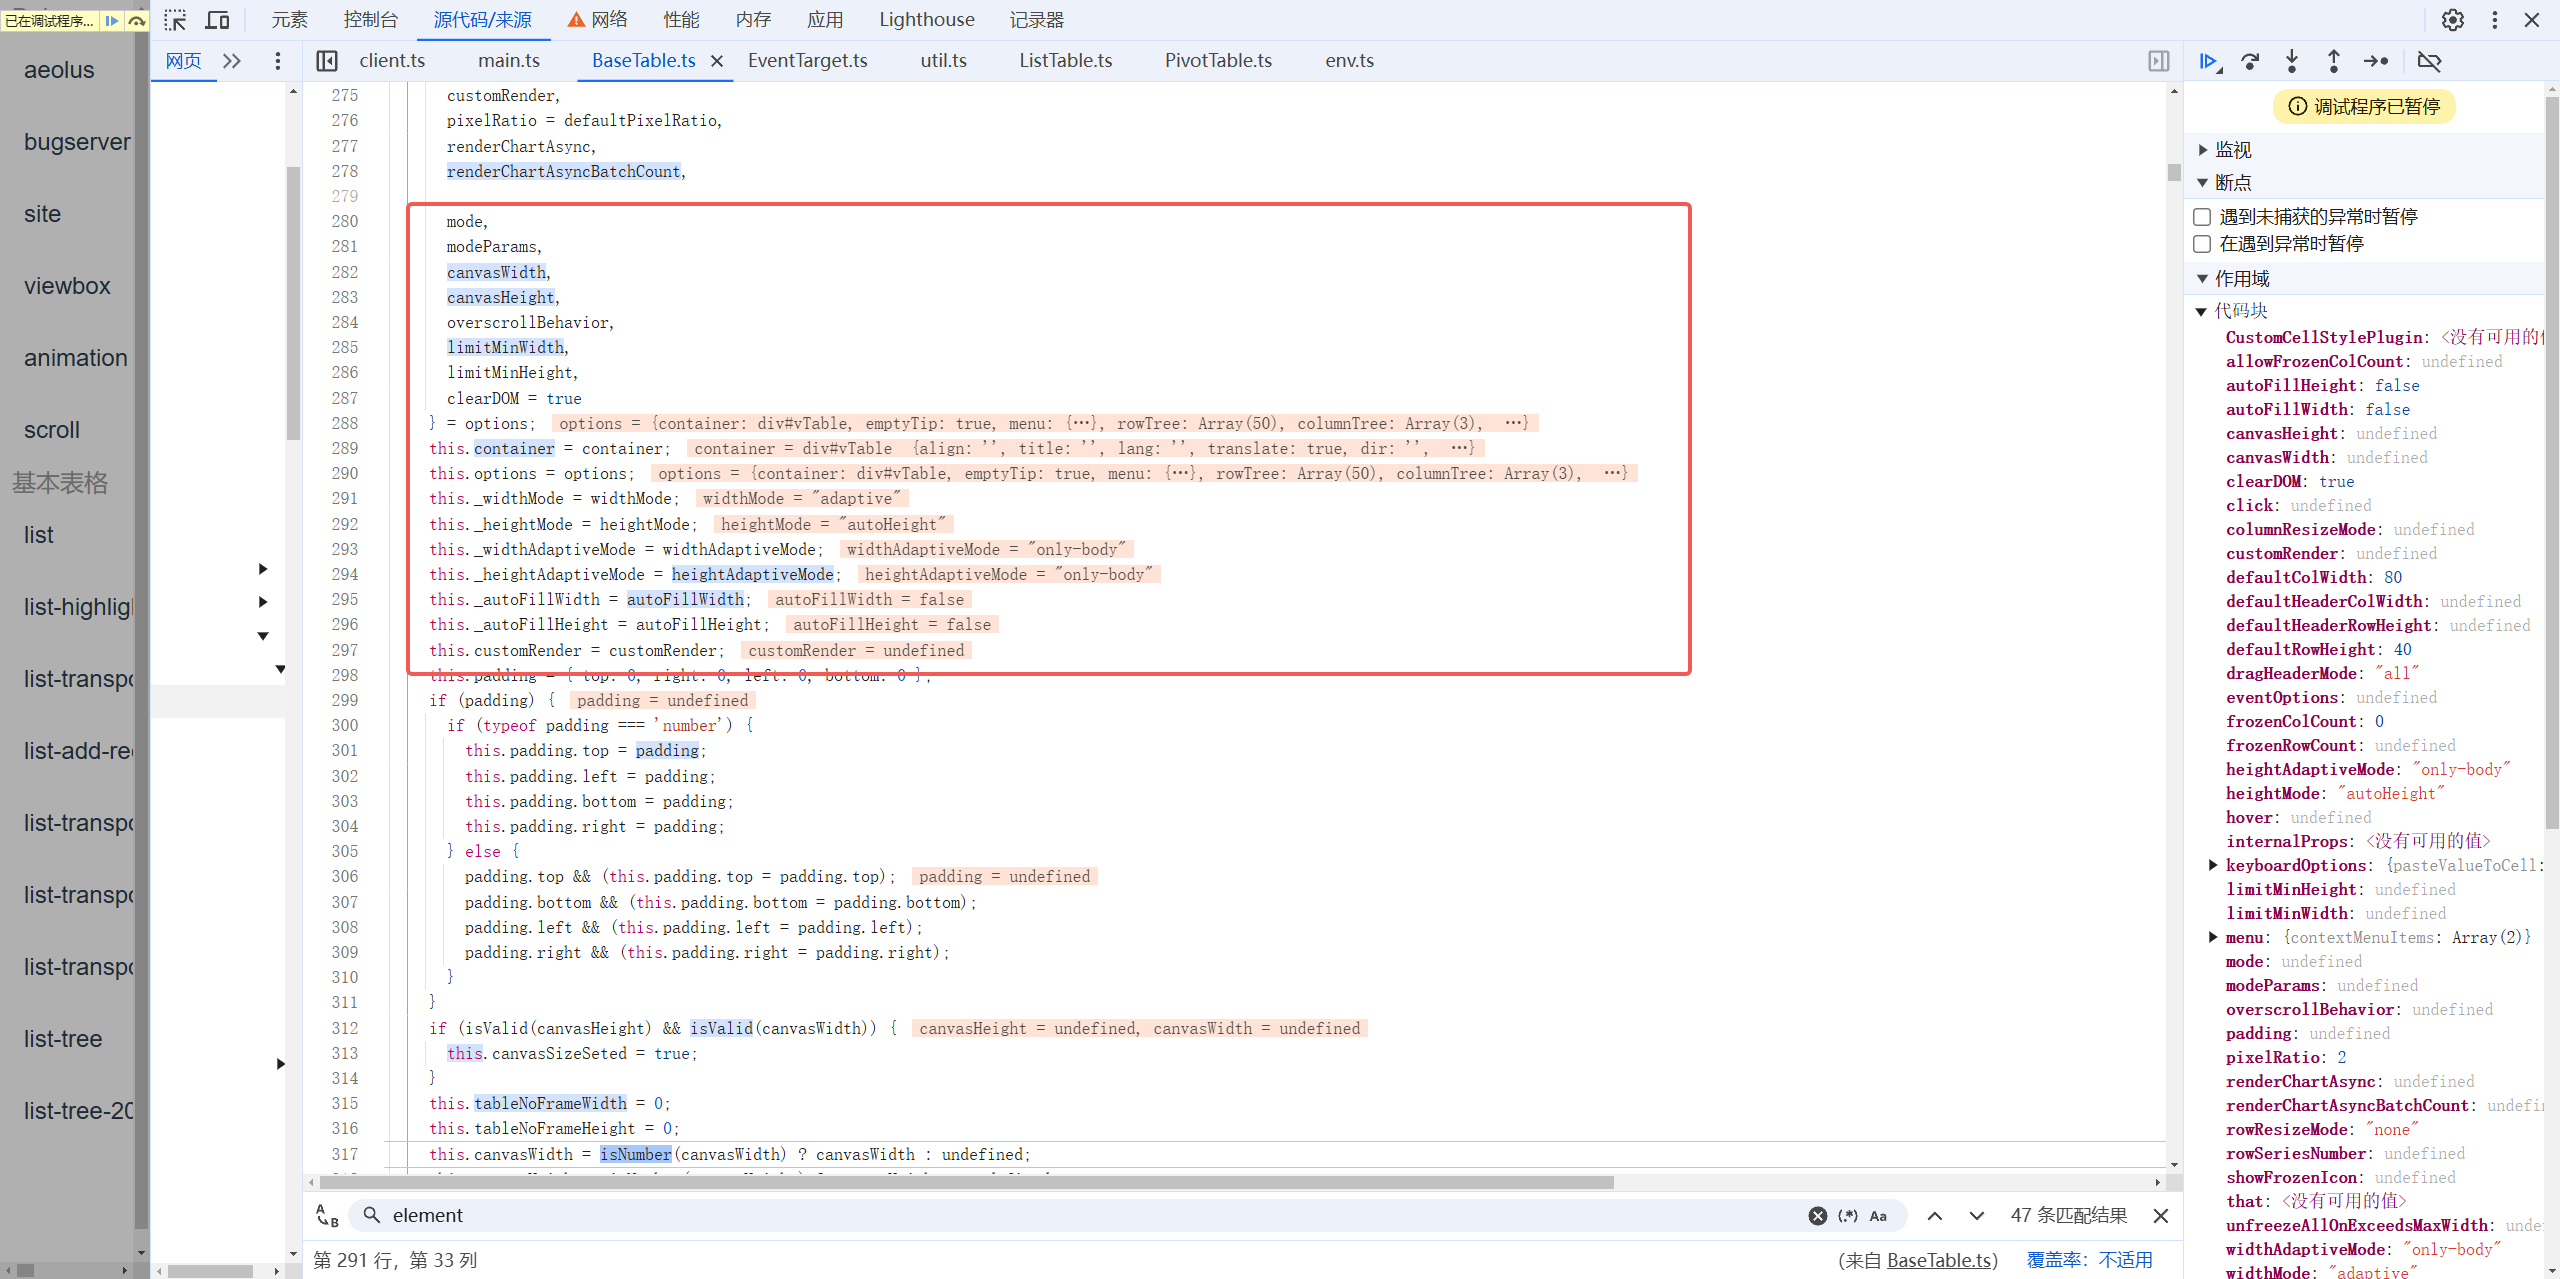 已在调试程序...
元素
控制台
源代码/来源
网络
性能
内存
应用
Lighthouse
记录器
网页
client.ts
main.ts
BaseTable.ts
EventTarget.ts
util.ts
ListTable.ts
PivotTable.ts
env.ts
aeolus
bugserver
site
viewbox
animation
scroll
基本表格
list
list-highligh
list-transpo
list-add-rec
list-transpo
list-transpo
list-transpo
list-tree
list-tree-20
275 customRender,
276 pixelRatio = defaultPixelRatio,
277 renderChartAsync,
278 renderChartAsyncBatchCount,
279
280 mode,
281 modeParams,
282 canvasWidth,
283 canvasHeight,
284 overscrollBehavior,
285 limitMinWidth,
286 limitMinHeight,
287 clearDOM = true
288 } = options; options = {container: div#vTable, emptyTip: true, menu: {…}, rowTree: Array(50), columnTree: Array(3), …}
289 this.container = container; container = div#vTable {align: '', title: '', lang: '', translate: true, dir: '', …}
290 this.options = options; options = {container: div#vTable, emptyTip: true, menu: {…}, rowTree: Array(50), columnTree: Array(3), …}
291 this._widthMode = widthMode; widthMode = "adaptive"
292 this._heightMode = heightMode; heightMode = "autoHeight"
293 this._widthAdaptiveMode = widthAdaptiveMode; widthAdaptiveMode = "only-body"
294 this._heightAdaptiveMode = heightAdaptiveMode; heightAdaptiveMode = "only-body"
295 this._autoFillWidth = autoFillWidth; autoFillWidth = false
296 this._autoFillHeight = autoFillHeight; autoFillHeight = false
297 this.customRender = customRender; customRender = undefined
298 this.padding = { top: 0, right: 0, left: 0, bottom: 0 };
299 if (padding) { padding = undefined
300 if (typeof padding === 'number') {
301 this.padding.top = padding;
302 this.padding.left = padding;
303 this.padding.bottom = padding;
304 this.padding.right = padding;
305 } else {
306 padding.top && (this.padding.top = padding.top); padding = undefined
307 padding.bottom && (this.padding.bottom = padding.bottom);
308 padding.left && (this.padding.left = padding.left);
309 padding.right && (this.padding.right = padding.right);
310 }
311 }
312 if (isValid(canvasHeight) && isValid(canvasWidth)) { canvasHeight = undefined, canvasWidth = undefined
313 this.canvasSizeSeted = true;
314 }
315 this.tableNoFrameWidth = 0;
316 this.tableNoFrameHeight = 0;
317 this.canvasWidth = isNumber(canvasWidth) ? canvasWidth : undefined;
element
Aa
47 条匹配结果
第 291 行，第 33 列
(来自 BaseTable.ts)
覆盖率：不适用
调试程序已暂停
监视
断点
遇到未捕获的异常时暂停
在遇到异常时暂停
作用域
代码块
CustomCellStylePlugin: <没有可用的值
allowFrozenColCount: undefined
autoFillHeight: false
autoFillWidth: false
canvasHeight: undefined
canvasWidth: undefined
clearDOM: true
click: undefined
columnResizeMode: undefined
customRender: undefined
defaultColWidth: 80
defaultHeaderColWidth: undefined
defaultHeaderRowHeight: undefined
defaultRowHeight: 40
dragHeaderMode: "all"
eventOptions: undefined
frozenColCount: 0
frozenRowCount: undefined
heightAdaptiveMode: "only-body"
heightMode: "autoHeight"
hover: undefined
internalProps: <没有可用的值>
keyboardOptions: {pasteValueToCell:
limitMinHeight: undefined
limitMinWidth: undefined
menu: {contextMenuItems: Array(2)}
mode: undefined
modeParams: undefined
overscrollBehavior: undefined
padding: undefined
pixelRatio: 2
renderChartAsync: undefined
renderChartAsyncBatchCount: undefi
rowResizeMode: "none"
rowSeriesNumber: undefined
showFrozenIcon: undefined
that: <没有可用的值>
unfreezeAllOnExceedsMaxWidth: unde
widthAdaptiveMode: "only-body"
widthMode: "adaptive"